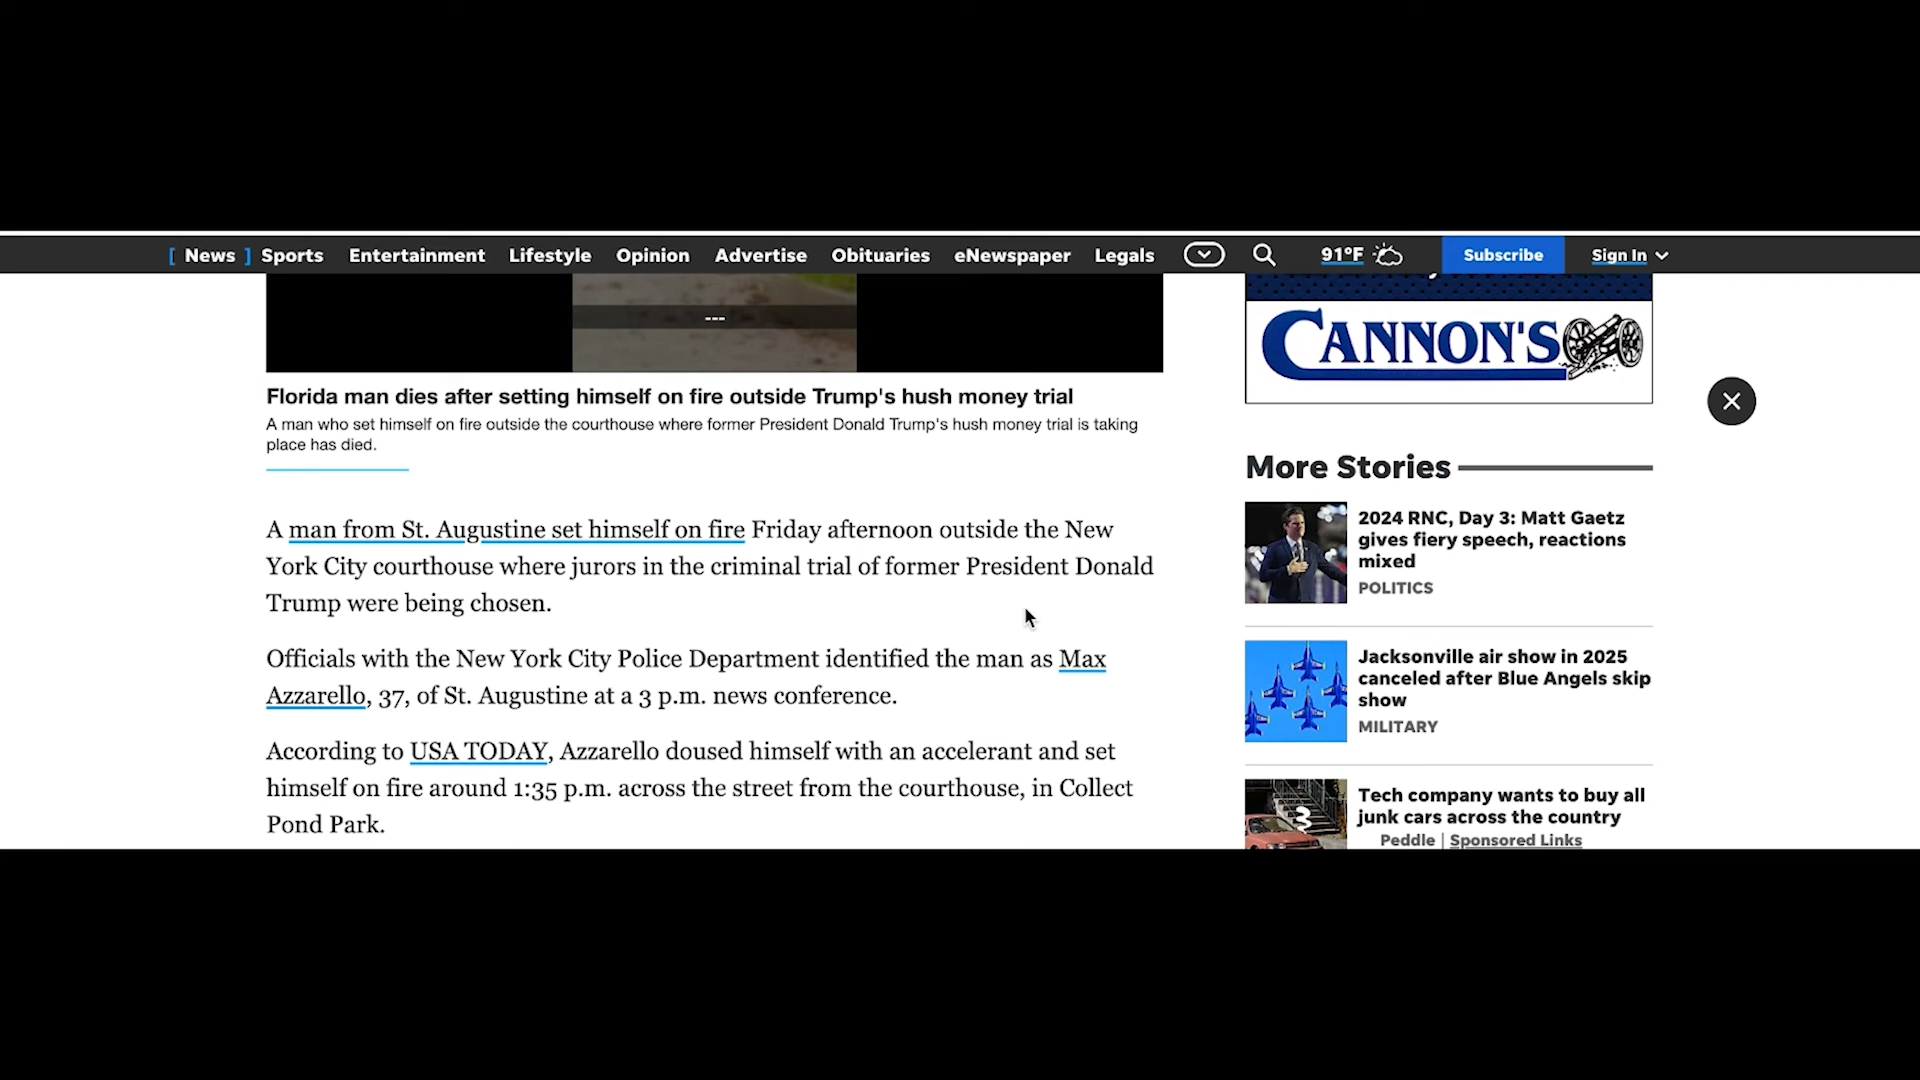 [ News ] Sports Entertainment Lifestyle Opinion Advertise Obituaries eNewspaper Legals 91°F Subscribe Sign In
---
Florida man dies after setting himself on fire outside Trump's hush money trial
A man who set himself on fire outside the courthouse where former President Donald Trump's hush money trial is taking
place has died.
A man from St. Augustine set himself on fire Friday afternoon outside the New
York City courthouse where jurors in the criminal trial of former President Donald
Trump were being chosen.
Officials with the New York City Police Department identified the man as Max
Azzarello, 37, of St. Augustine at a 3 p.m. news conference.
According to USA TODAY, Azzarello doused himself with an accelerant and set
himself on fire around 1:35 p.m. across the street from the courthouse, in Collect
Pond Park.
CANNON'S
More Stories
2024 RNC, Day 3: Matt Gaetz
gives fiery speech, reactions
mixed
POLITICS
Jacksonville air show in 2025
canceled after Blue Angels skip
show
MILITARY
3
Tech company wants to buy all
junk cars across the country
Peddle | Sponsored Links